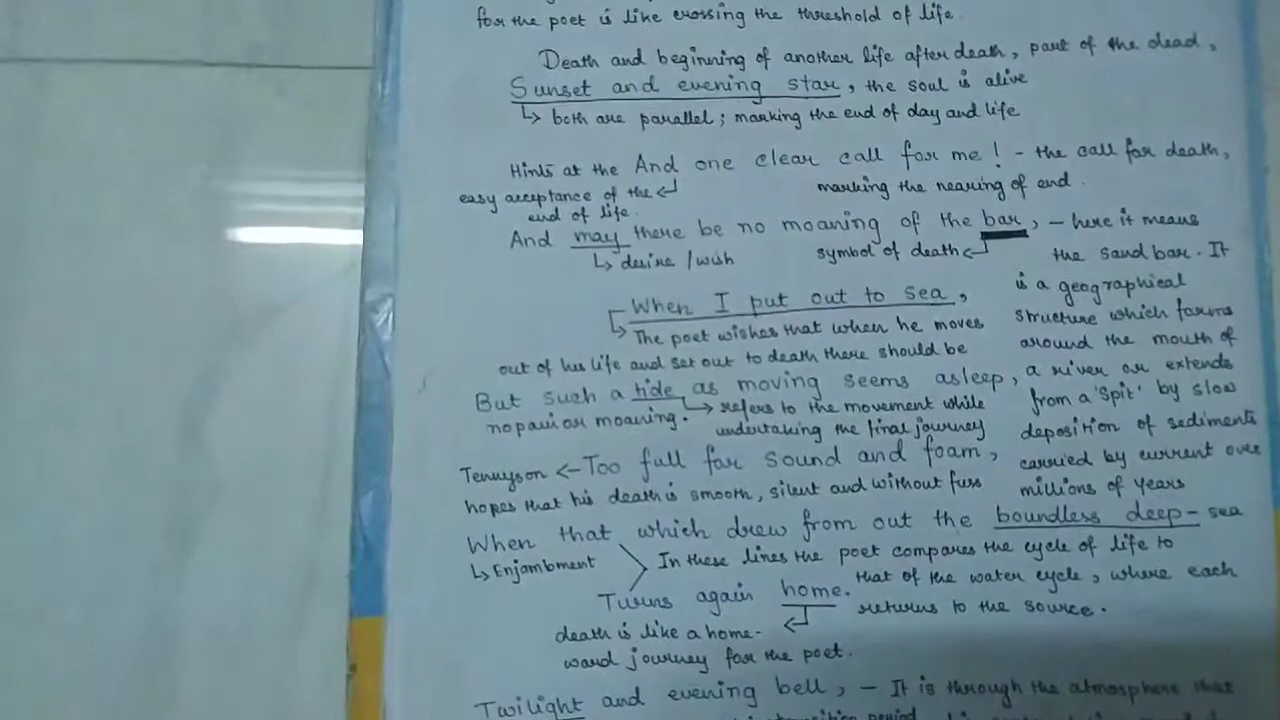 for the poet is like crossing the threshold of life
Death and beginning of another life after death, part of the dead,
Sunset and evening star, the soul is alive
↳ both are parallel; marking the end of day and life
Hints at the And one clear call for me! - the call for death,
easy acceptance of the ↲ marking the nearing of end.
end of life.
And may there be no moaning of the bar, - here it means
↳ desire / wish symbol of death ↲ the sand bar. It
When I put out to sea, is a geographical
↳ The poet wishes that when he moves structure which forms
out of his life and set out to death there should be around the mouth of
But such a tide as moving seems asleep, a river or extends
no pain or moaning. → refers to the movement while from a 'Spit' by slow
undertaking the final journey deposition of sediments
Tennyson ← Too full for sound and foam, carried by current over
hopes that his death is smooth, silent and without fuss millions of years
When that which drew from out the boundless deep - sea
↳ Enjambment In these lines the poet compares the cycle of life to
Turns again home. that of the water cycle, where each
death is like a home- ↲ returns to the source.
ward journey for the poet.
Twilight and evening bell, - It is through the atmosphere that
transition period